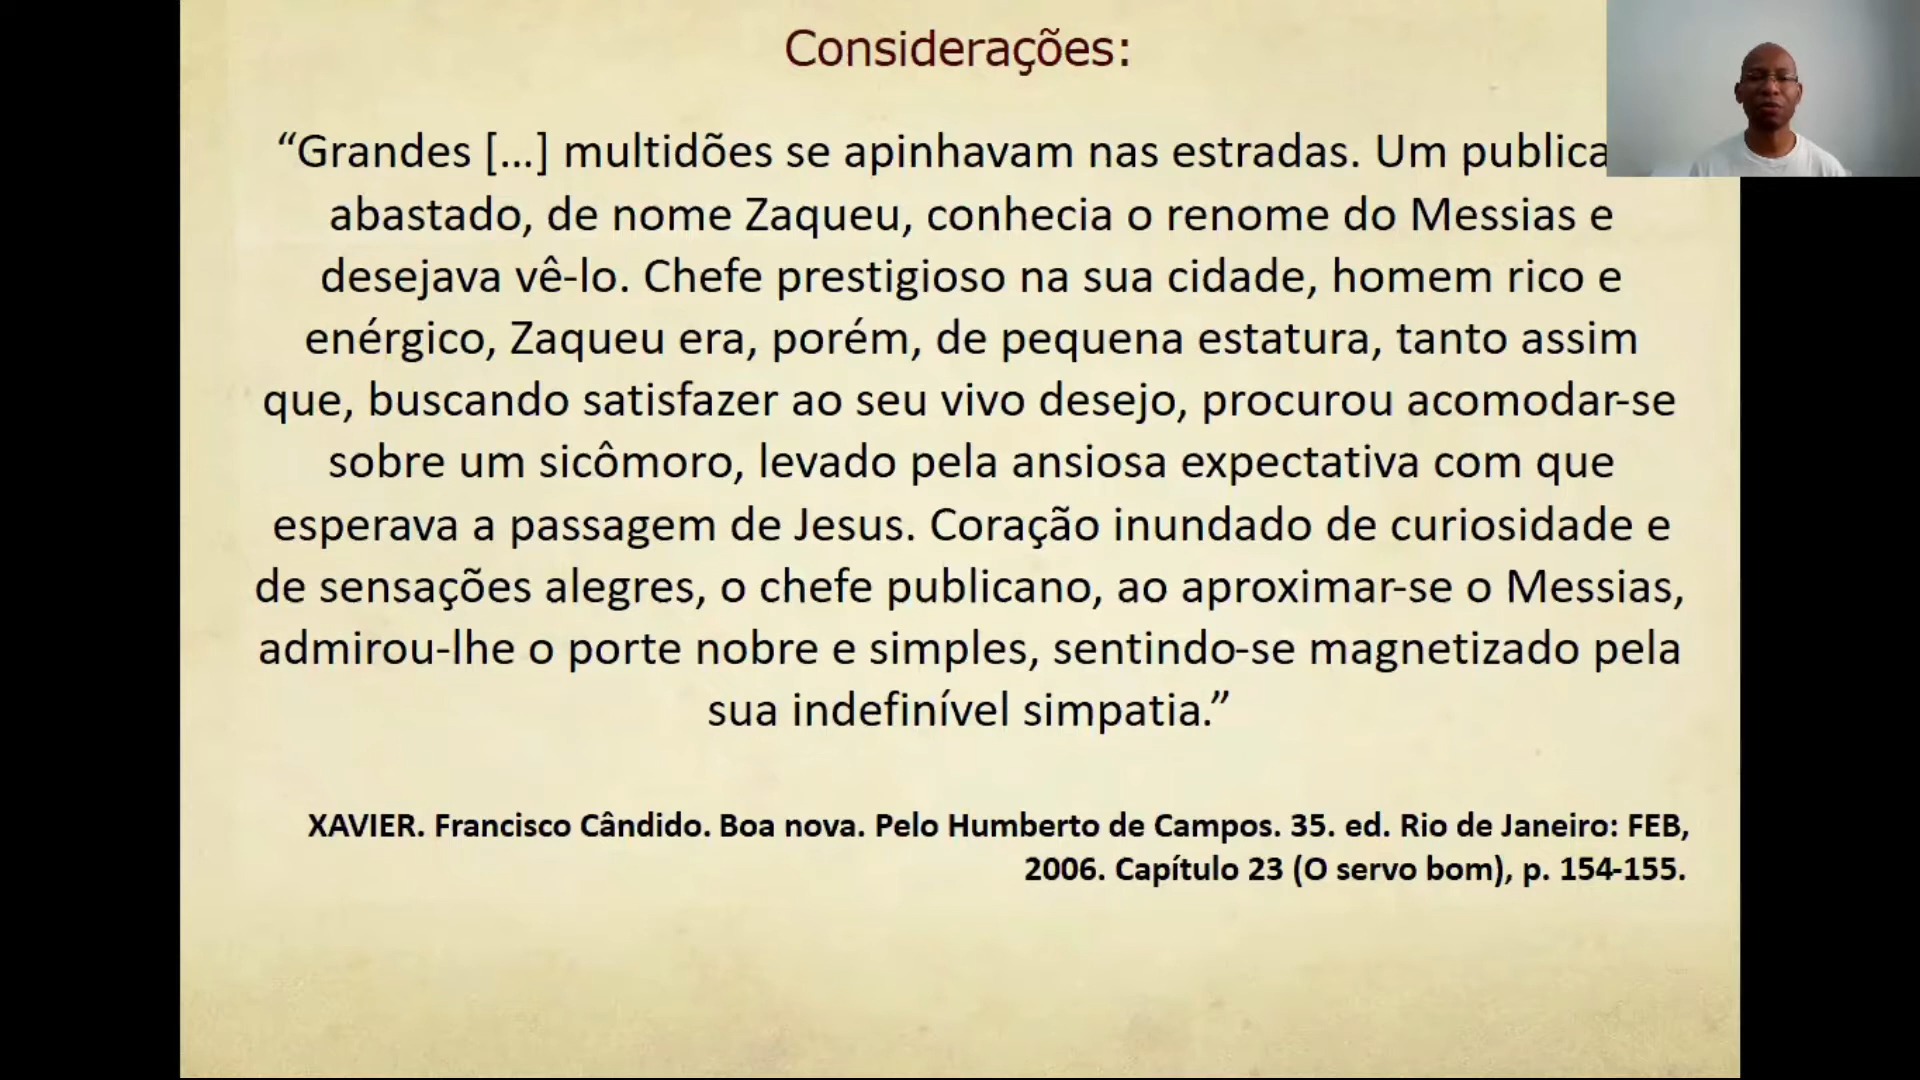 Considerações:
“Grandes [...] multidões se apinhavam nas estradas. Um publica
abastado, de nome Zaqueu, conhecia o renome do Messias e
desejava vê-lo. Chefe prestigioso na sua cidade, homem rico e
enérgico, Zaqueu era, porém, de pequena estatura, tanto assim
que, buscando satisfazer ao seu vivo desejo, procurou acomodar-se
sobre um sicômoro, levado pela ansiosa expectativa com que
esperava a passagem de Jesus. Coração inundado de curiosidade e
de sensações alegres, o chefe publicano, ao aproximar-se o Messias,
admirou-lhe o porte nobre e simples, sentindo-se magnetizado pela
sua indefinível simpatia.”
XAVIER. Francisco Cândido. Boa nova. Pelo Humberto de Campos. 35. ed. Rio de Janeiro: FEB,
2006. Capítulo 23 (O servo bom), p. 154-155.